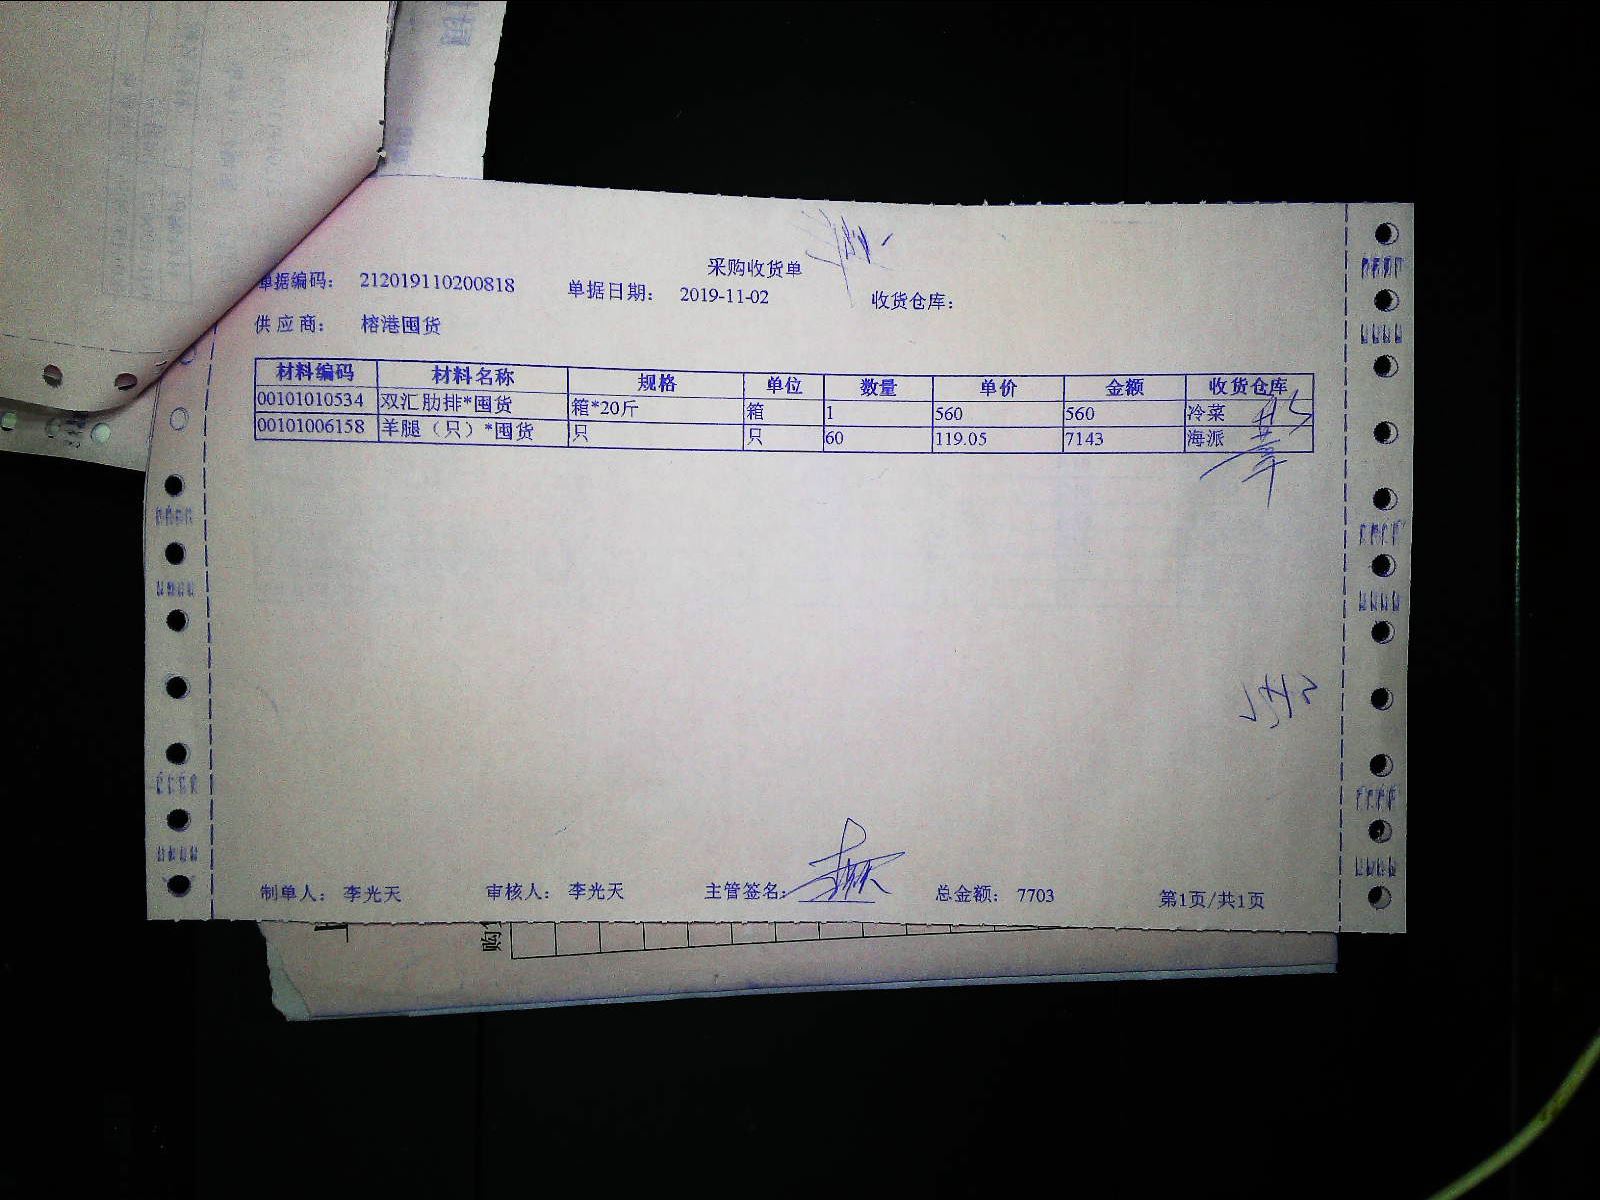 采购收货单
单据编码: 212019110200818 单据日期: 2019-11-02 收货仓库:
供应商: 榕港囤货
材料编码 材料名称 规格 单位 数量 单价 金额 收货仓库
00101010534 双汇肋排*囤货 箱*20斤 箱 1 560 560 冷菜
00101006158 羊腿(只)*囤货 只 只 60 119.05 7143 海派
制单人: 李光天 审核人: 李光天 主管签名: 总金额: 7703 第1页/共1页
购